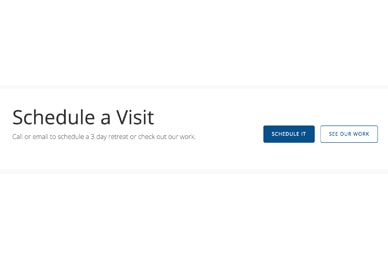 Schedule a Visit
Call or email to schedule a 3 day retreat or check out our work.
SCHEDULE IT
SEE OUR WORK